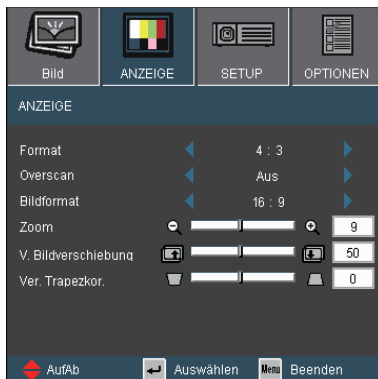 Bild ANZEIGE SETUP OPTIONEN
ANZEIGE
Format 4 : 3
Overscan Aus
Bildformat 16 : 9
Zoom 9
V. Bildverschiebung 50
Ver. Trapezkor. 0
AufAb Auswählen Menu Beenden